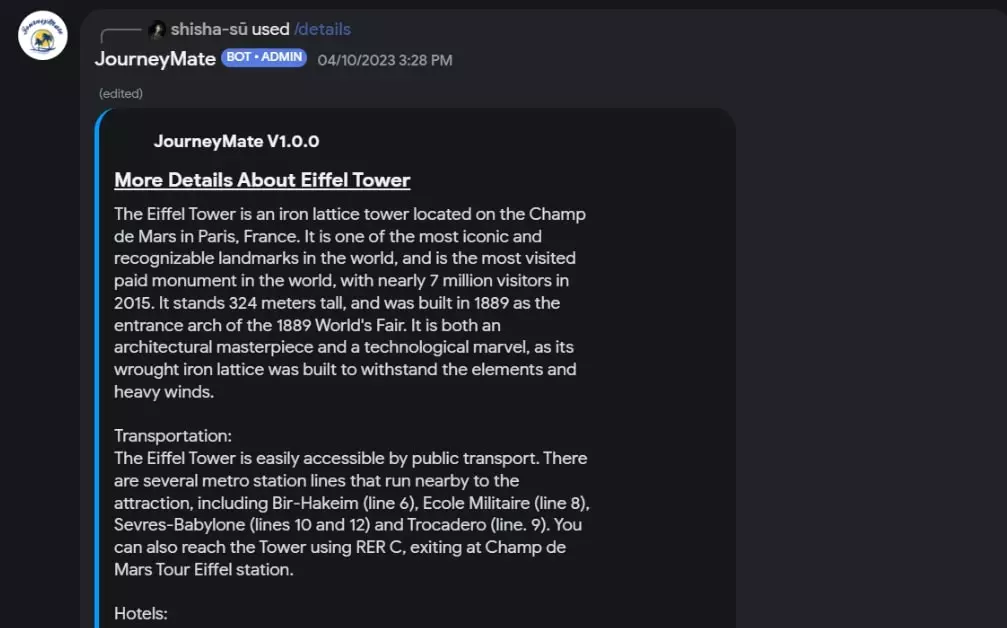 JourneyMate
shisha-sū used /details
JourneyMate BOT • ADMIN 04/10/2023 3:28 PM
(edited)
JourneyMate V1.0.0
More Details About Eiffel Tower
The Eiffel Tower is an iron lattice tower located on the Champ
de Mars in Paris, France. It is one of the most iconic and
recognizable landmarks in the world, and is the most visited
paid monument in the world, with nearly 7 million visitors in
2015. It stands 324 meters tall, and was built in 1889 as the
entrance arch of the 1889 World's Fair. It is both an
architectural masterpiece and a technological marvel, as its
wrought iron lattice was built to withstand the elements and
heavy winds.
Transportation:
The Eiffel Tower is easily accessible by public transport. There
are several metro station lines that run nearby to the
attraction, including Bir-Hakeim (line 6), Ecole Militaire (line 8),
Sevres-Babylone (lines 10 and 12) and Trocadero (line. 9). You
can also reach the Tower using RER C, exiting at Champ de
Mars Tour Eiffel station.
Hotels: